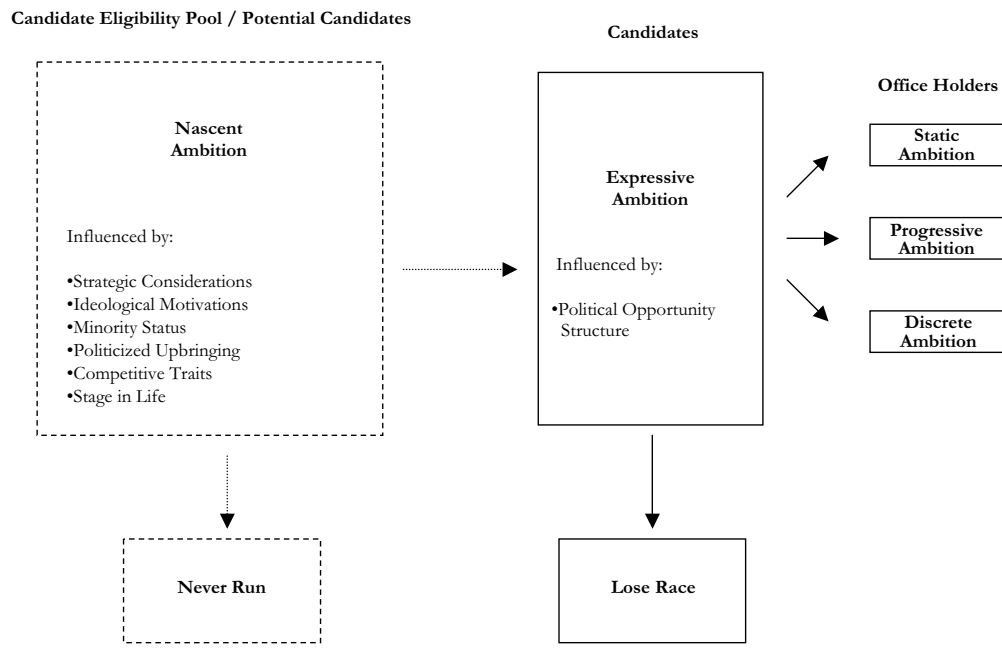 Candidate Eligibility Pool / Potential Candidates
Candidates
Office Holders
Nascent
Ambition
Influenced by:
•Strategic Considerations
•Ideological Motivations
•Minority Status
•Politicized Upbringing
•Competitive Traits
•Stage in Life
Expressive
Ambition
Influenced by:
•Political Opportunity
Structure
Static
Ambition
Progressive
Ambition
Discrete
Ambition
Never Run
Lose Race